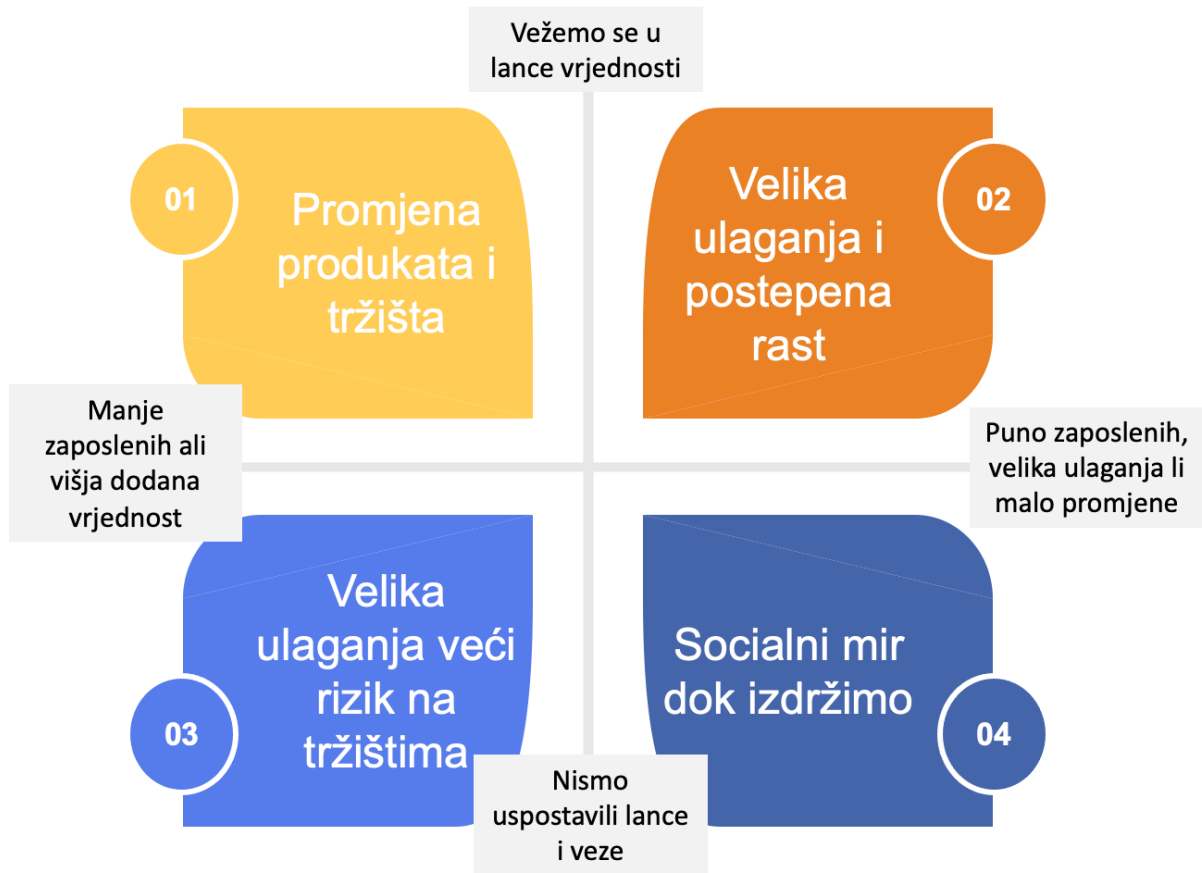 Vežemo se u
lance vrjednosti
01
Promjena
produkata i
tržišta
Velika
ulaganja i
postepena
rast
02
Manje
zaposlenih ali
višja dodana
vrjednost
Puno zaposlenih,
velika ulaganja li
malo promjene
03
Velika
ulaganja veći
rizik na
tržištima
Socialni mir
dok izdržimo
04
Nismo
uspostavili lance
i veze